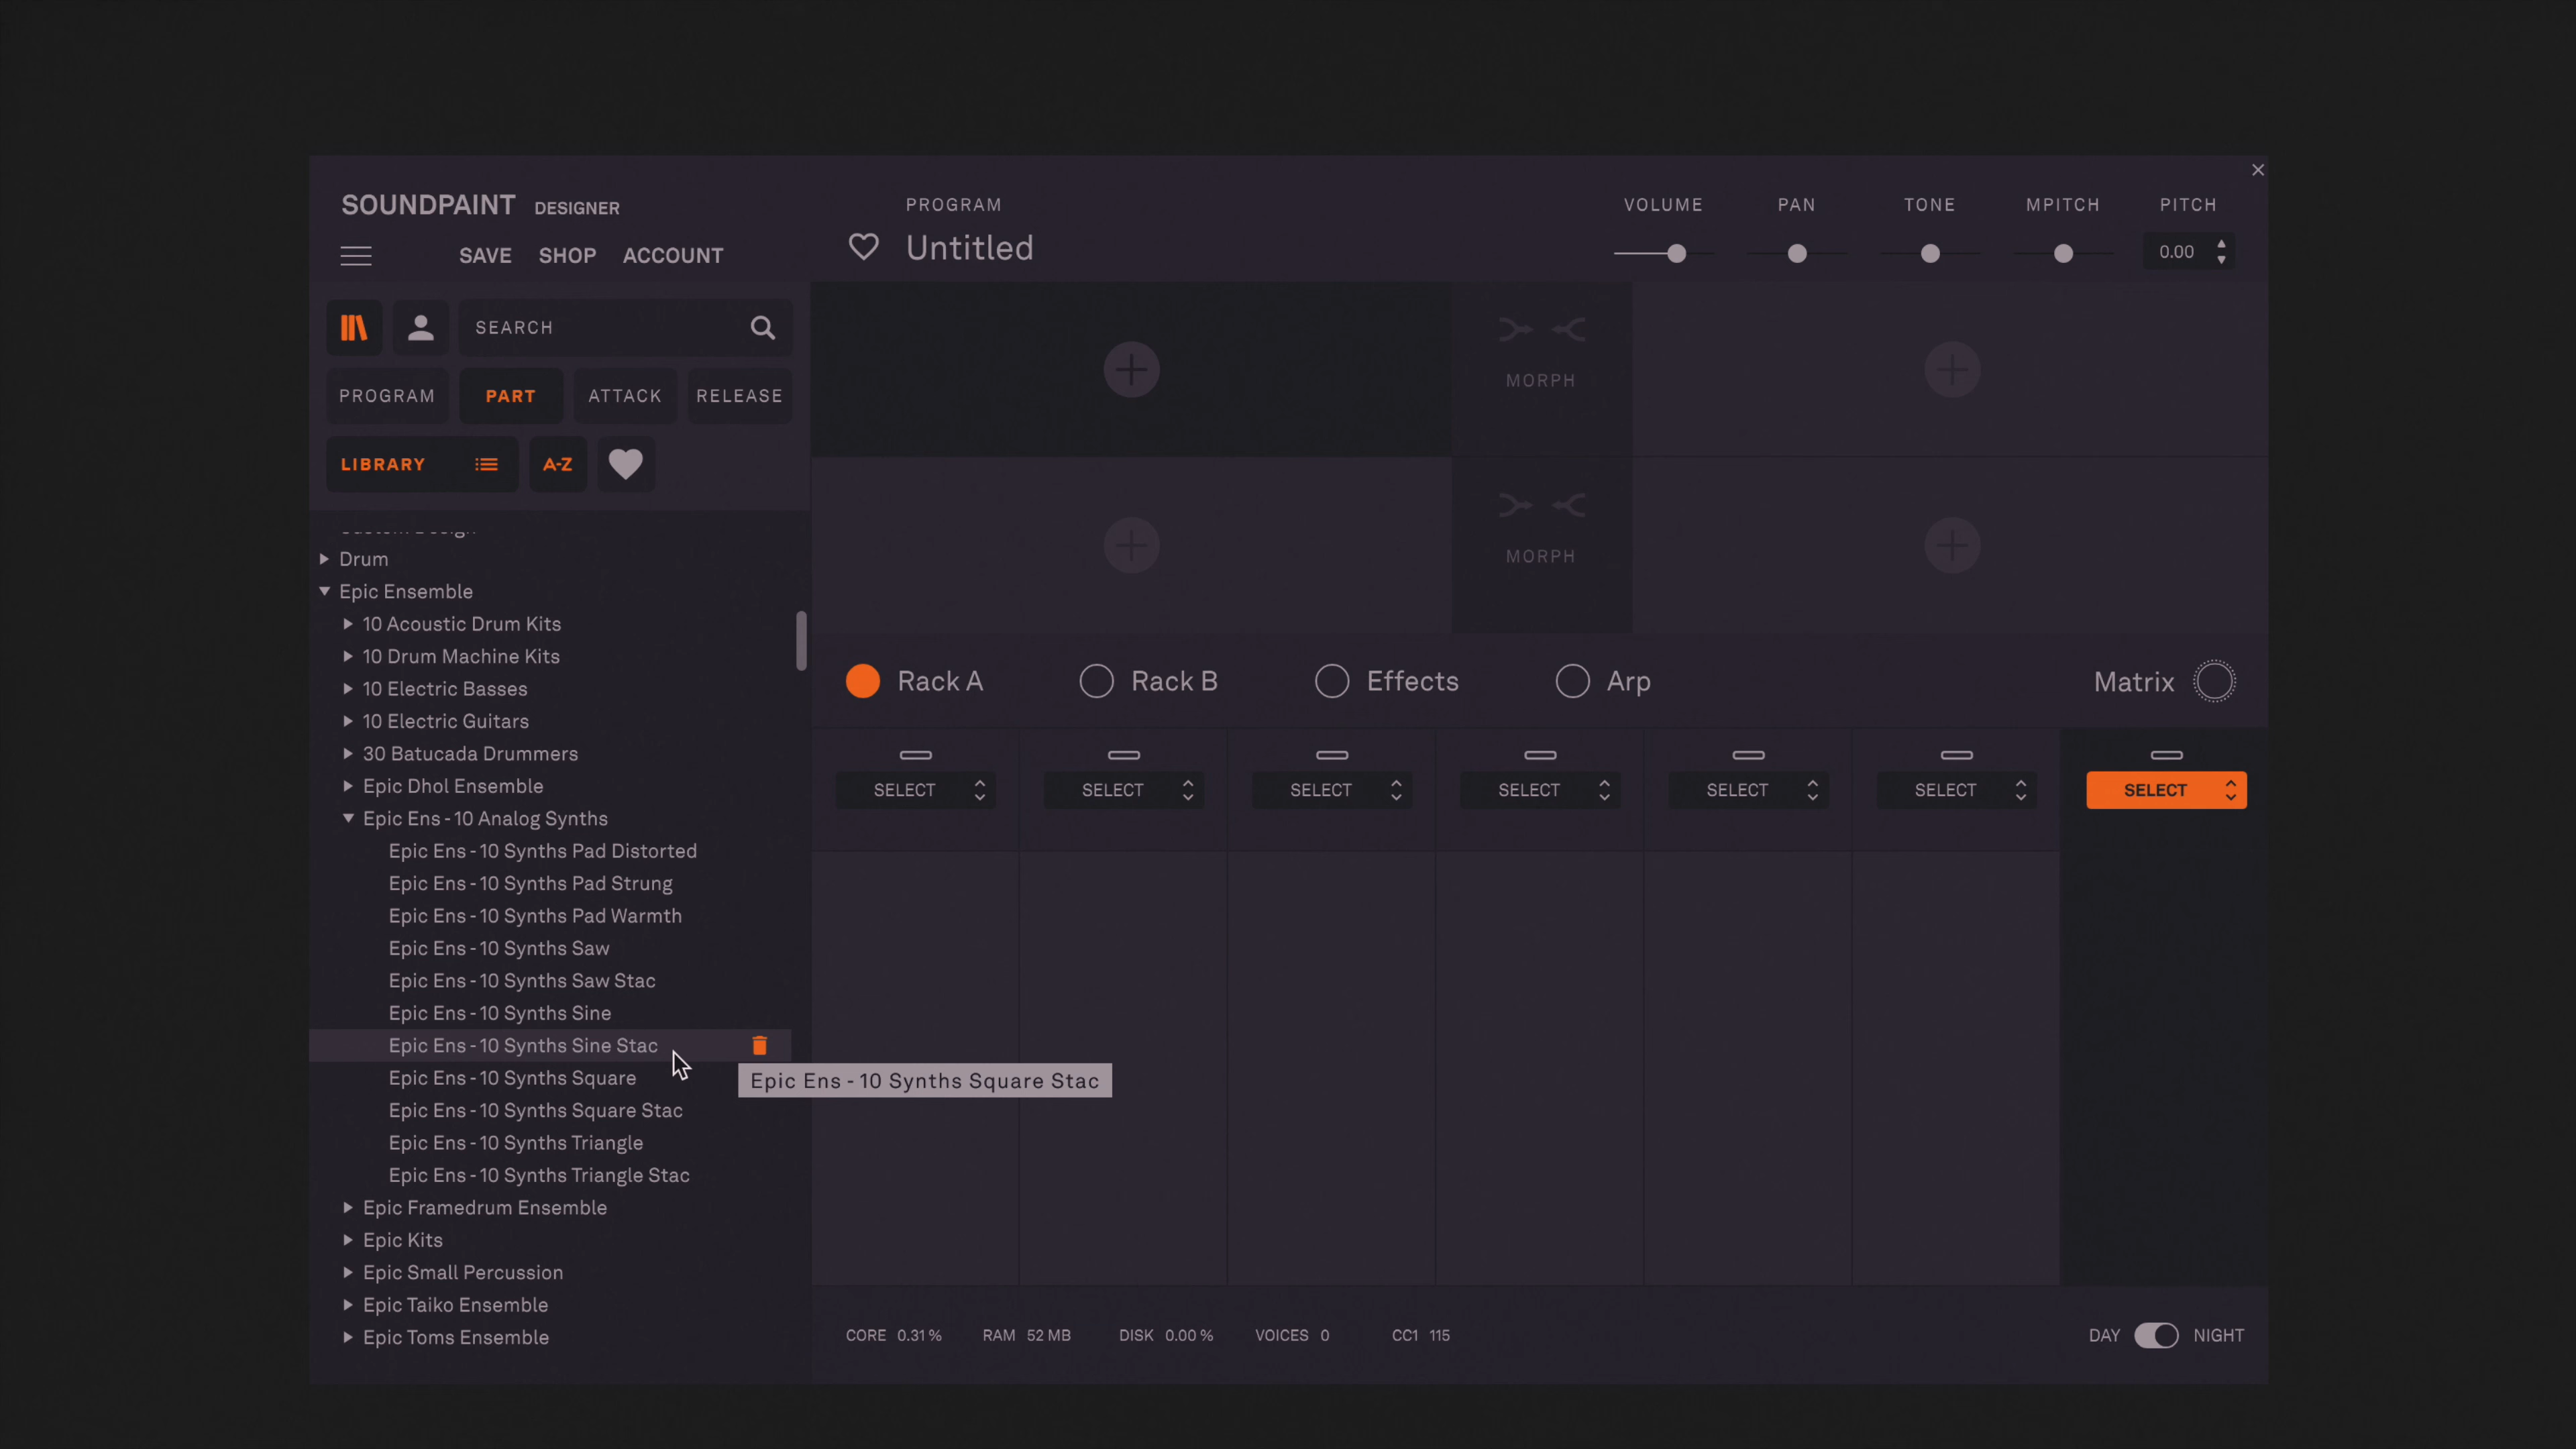 SOUNDPAINT DESIGNER
SAVE SHOP ACCOUNT
PROGRAM
Untitled
VOLUME PAN TONE MPITCH PITCH
0.00
SEARCH
PROGRAM PART ATTACK RELEASE
LIBRARY A-Z
MORPH
MORPH
Custom Design
Drum
Epic Ensemble
10 Acoustic Drum Kits
10 Drum Machine Kits
10 Electric Basses
10 Electric Guitars
30 Batucada Drummers
Epic Dhol Ensemble
Epic Ens - 10 Analog Synths
Epic Ens - 10 Synths Pad Distorted
Epic Ens - 10 Synths Pad Strung
Epic Ens - 10 Synths Pad Warmth
Epic Ens - 10 Synths Saw
Epic Ens - 10 Synths Saw Stac
Epic Ens - 10 Synths Sine
Epic Ens - 10 Synths Sine Stac
Epic Ens - 10 Synths Square
Epic Ens - 10 Synths Square Stac
Epic Ens - 10 Synths Triangle
Epic Ens - 10 Synths Triangle Stac
Epic Framedrum Ensemble
Epic Kits
Epic Small Percussion
Epic Taiko Ensemble
Epic Toms Ensemble
Epic Ens - 10 Synths Square Stac
Rack A Rack B Effects Arp Matrix
SELECT SELECT SELECT SELECT SELECT SELECT SELECT
CORE 0.31 % RAM 52 MB DISK 0.00 % VOICES 0 CC1 115
DAY NIGHT